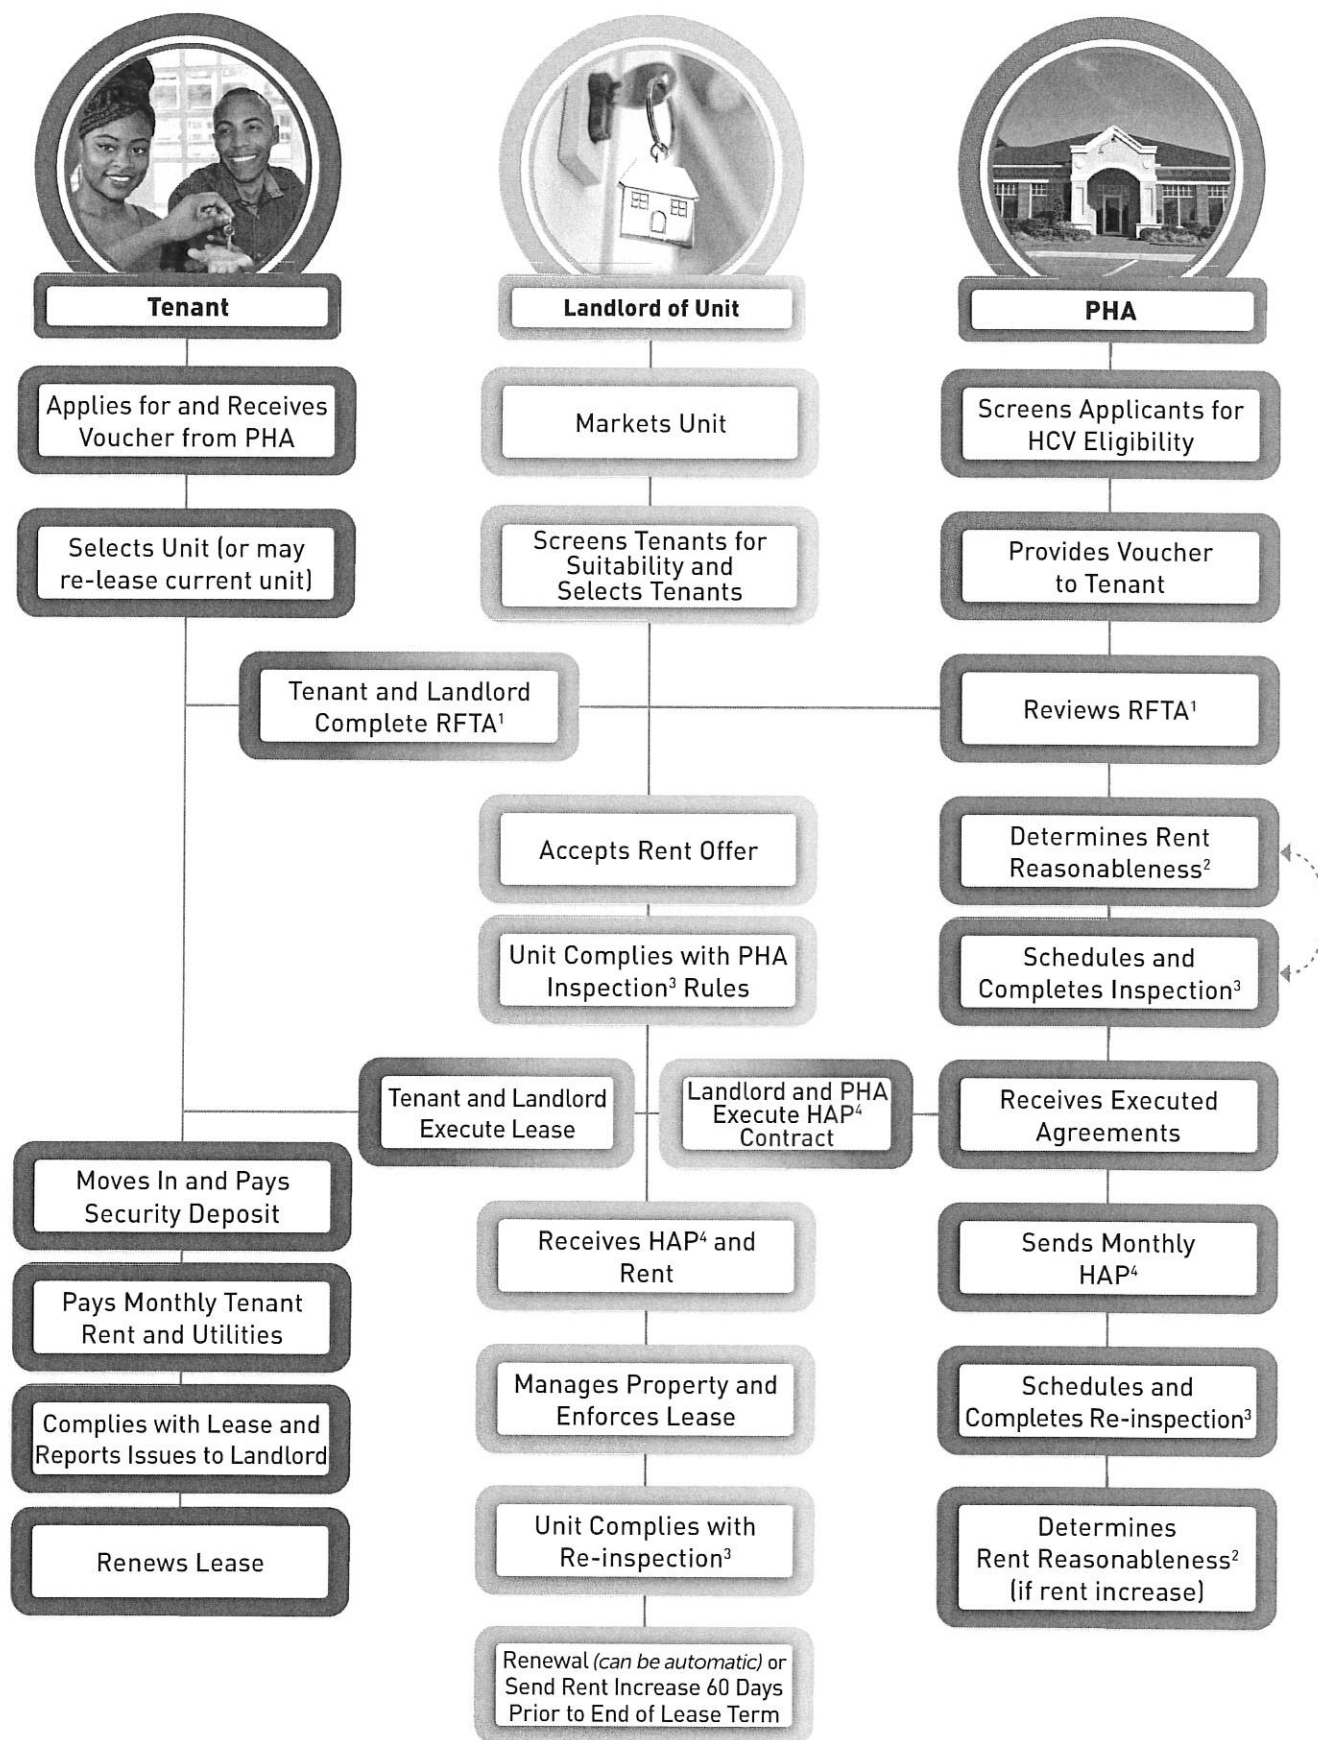 Tenant
Applies for and Receives
Voucher from PHA
Selects Unit (or may
re-lease current unit)
Landlord of Unit
Markets Unit
Screens Tenants for
Suitability and
Selects Tenants
PHA
Screens Applicants for
HCV Eligibility
Provides Voucher
to Tenant
Tenant and Landlord
Complete RFTA¹
Reviews RFTA¹
Accepts Rent Offer
Determines Rent
Reasonableness²
Unit Complies with PHA
Inspection³ Rules
Schedules and
Completes Inspection³
Tenant and Landlord
Execute Lease
Landlord and PHA
Execute HAP⁴
Contract
Receives Executed
Agreements
Moves In and Pays
Security Deposit
Pays Monthly Tenant
Rent and Utilities
Complies with Lease and
Reports Issues to Landlord
Renews Lease
Receives HAP⁴ and
Rent
Manages Property and
Enforces Lease
Unit Complies with
Re-inspection³
Renewal (can be automatic) or
Send Rent Increase 60 Days
Prior to End of Lease Term
Sends Monthly
HAP⁴
Schedules and
Completes Re-inspection³
Determines
Rent Reasonableness²
(if rent increase)